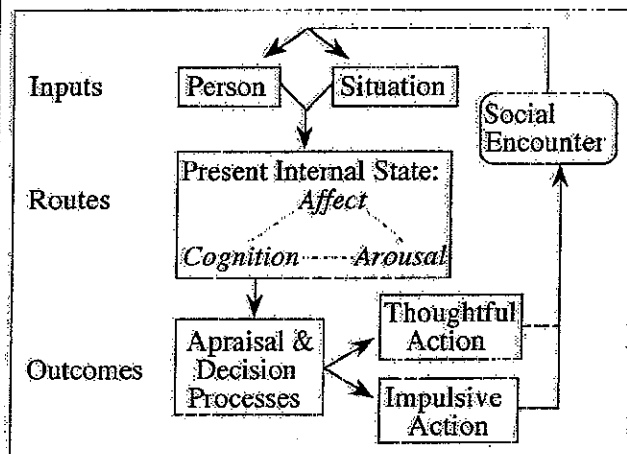 Inputs
Person
Situation
Social
Encounter
Routes
Present Internal State:
Affect
Cognition
Arousal
Outcomes
Apraisal &
Decision
Processes
Thoughtful
Action
Impulsive
Action